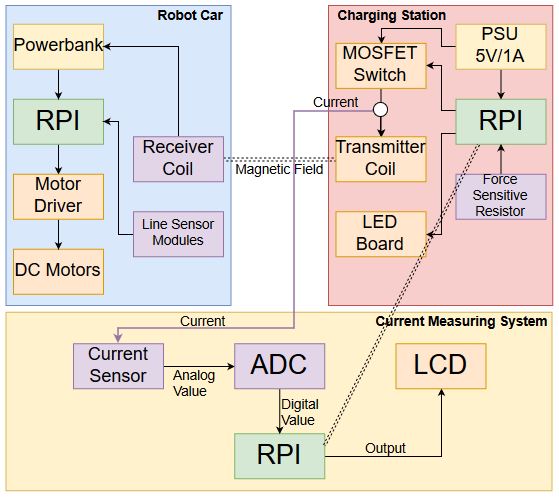 Robot Car
Powerbank
RPI
Motor
Driver
DC Motors
Receiver
Coil
Line Sensor
Modules
Magnetic Field
Charging Station
MOSFET
Switch
PSU
5V/1A
Current
RPI
Transmitter
Coil
Force
Sensitive
Resistor
LED
Board
Current
Current Measuring System
Current
Sensor
Analog
Value
ADC
Digital
Value
RPI
Output
LCD